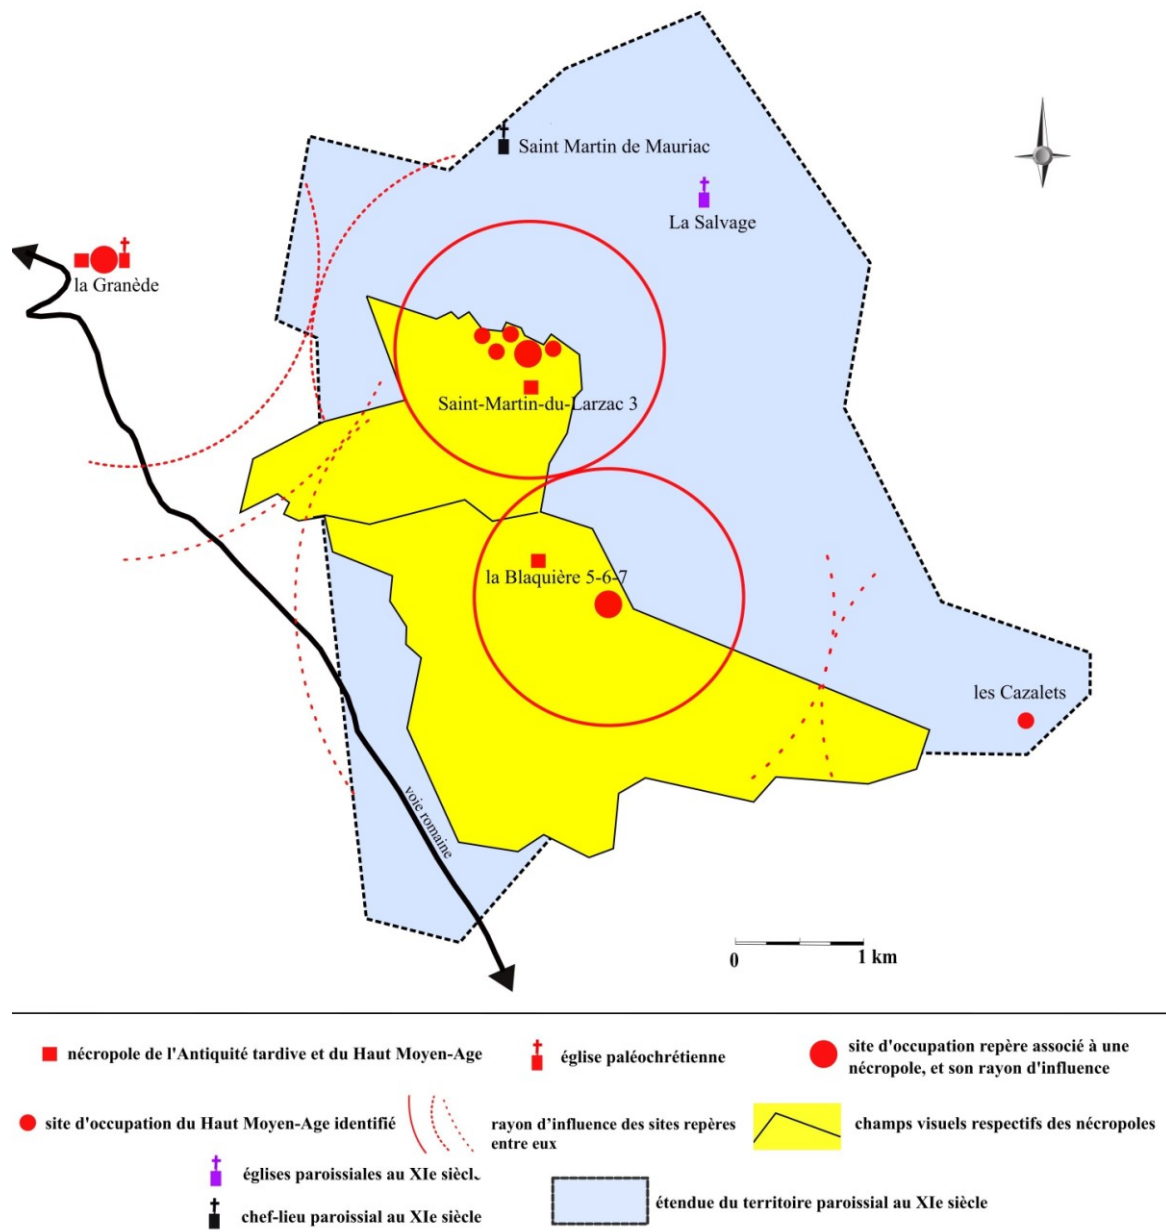 Saint Martin de Mauriac
La Salvage
la Granède
Saint-Martin-du-Larzac 3
la Blaquière 5-6-7
les Cazalets
voie romaine
0 1 km
nécropole de l'Antiquité tardive et du Haut Moyen-Age
église paléochrétienne
site d'occupation repère associé à une
nécropole, et son rayon d'influence
site d'occupation du Haut Moyen-Age identifié
rayon d'influence des sites repères
entre eux
champs visuels respectifs des nécropoles
églises paroissiales au XIe siècl.
chef-lieu paroissial au XIe siècle
étendue du territoire paroissial au XIe siècle